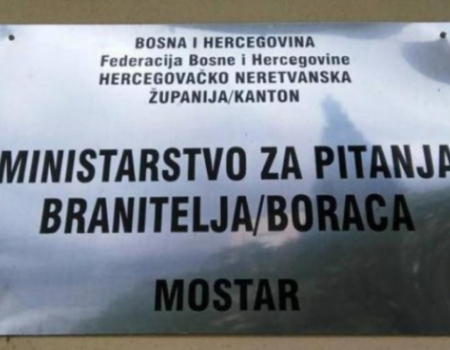 BOSNA I HERCEGOVINA
Federacija Bosne i Hercegovine
HERCEGOVAČKO NERETVANSKA
ŽUPANIJA/KANTON
MINISTARSTVO ZA PITANJA
BRANITELJA/BORACA
MOSTAR